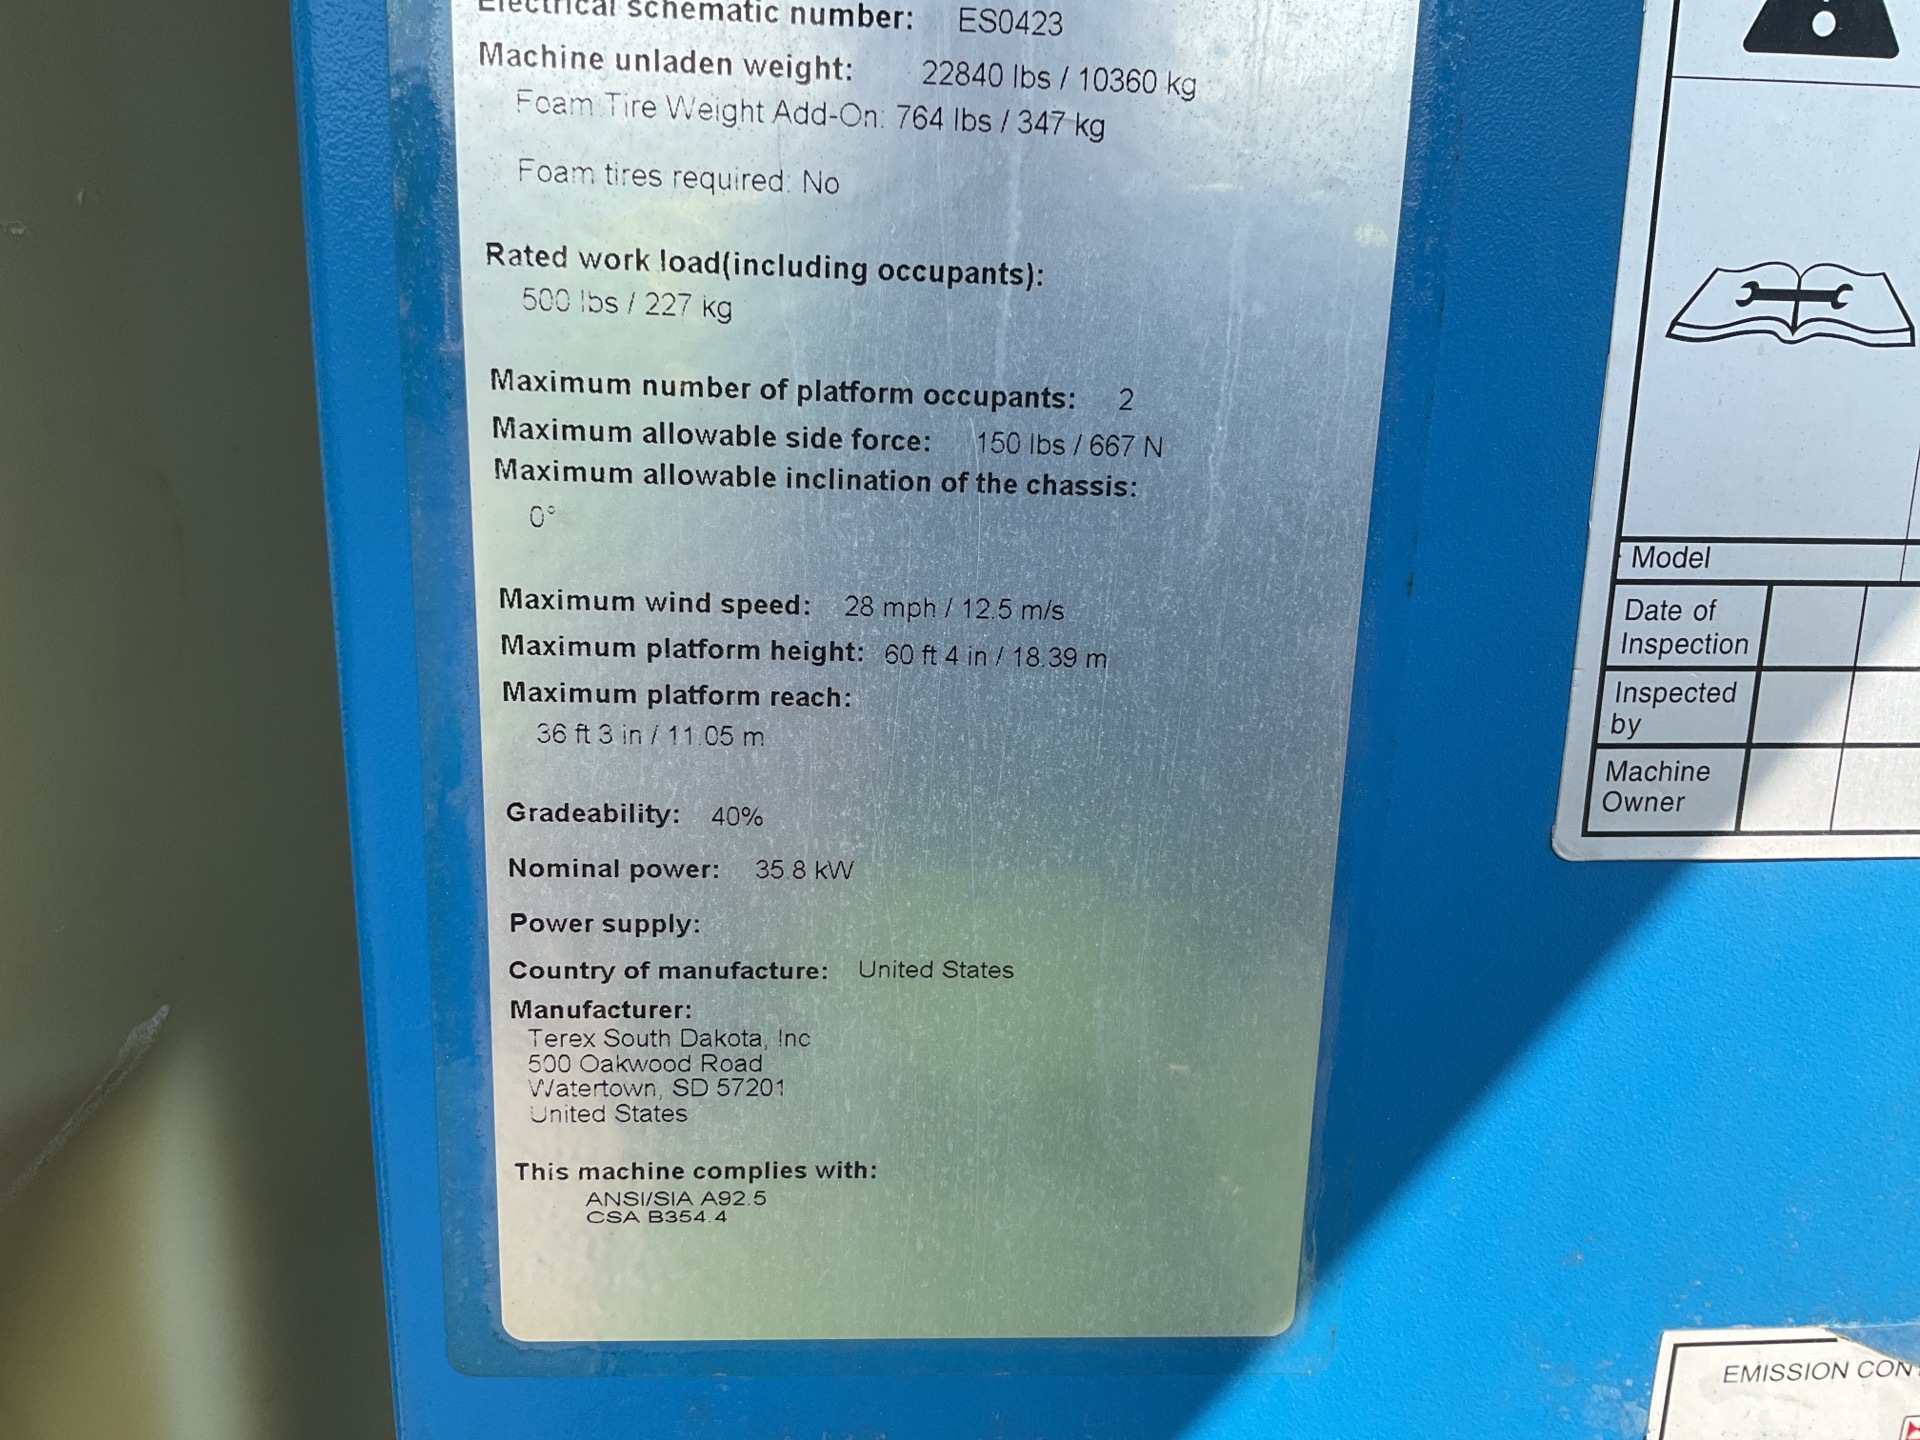 Electrical schematic number: ES0423
Machine unladen weight: 22840 lbs / 10360 kg
Foam Tire Weight Add-On: 764 lbs / 347 kg
Foam tires required: No
Rated work load(including occupants):
500 lbs / 227 kg
Maximum number of platform occupants: 2
Maximum allowable side force: 150 lbs / 667 N
Maximum allowable inclination of the chassis:
0°
Maximum wind speed: 28 mph / 12.5 m/s
Maximum platform height: 60 ft 4 in / 18.39 m
Maximum platform reach:
36 ft 3 in / 11.05 m
Gradeability: 40%
Nominal power: 35.8 kW
Power supply:
Country of manufacture: United States
Manufacturer:
Terex South Dakota, Inc
500 Oakwood Road
Watertown, SD 57201
United States
This machine complies with:
ANSI/SIA A92.5
CSA B354.4
Model
Date of
Inspection
Inspected
by
Machine
Owner
EMISSION CON